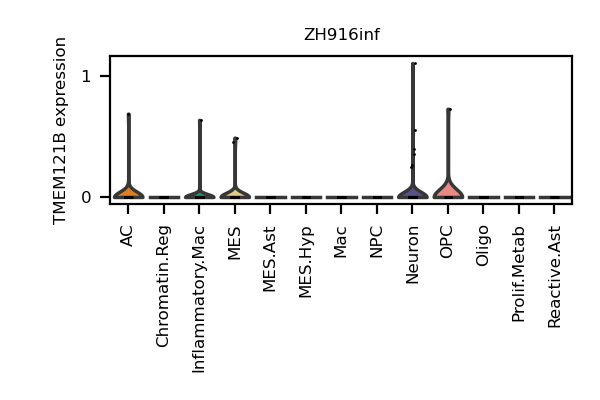 ZH916inf
TMEM121B expression
1
0
AC
Chromatin.Reg
Inflammatory.Mac
MES
MES.Ast
MES.Hyp
Mac
NPC
Neuron
OPC
Oligo
Prolif.Metab
Reactive.Ast